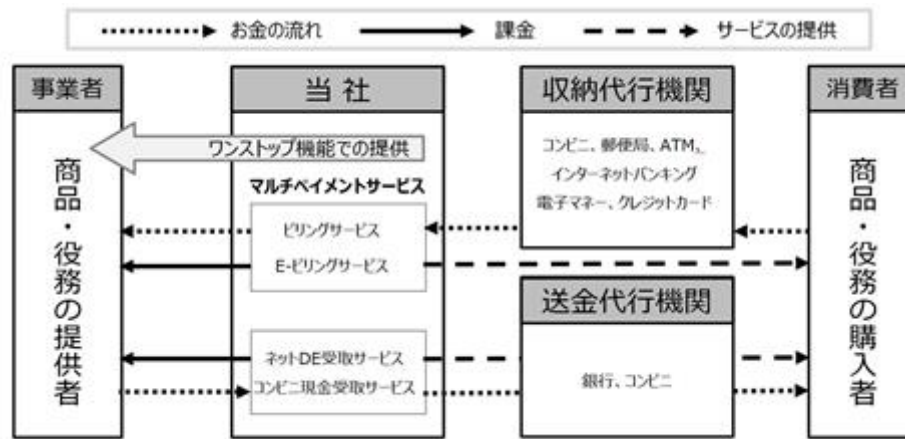 お金の流れ
課金
サービスの提供
事業者
商品・役務の提供者
当社
ワンストップ機能での提供
マルチペイメントサービス
ビリングサービス
E-ビリングサービス
ネットDE受取サービス
コンビニ現金受取サービス
収納代行機関
コンビニ、郵便局、ATM、
インターネットバンキング
電子マネー、クレジットカード
送金代行機関
銀行、コンビニ
消費者
商品・役務の購入者